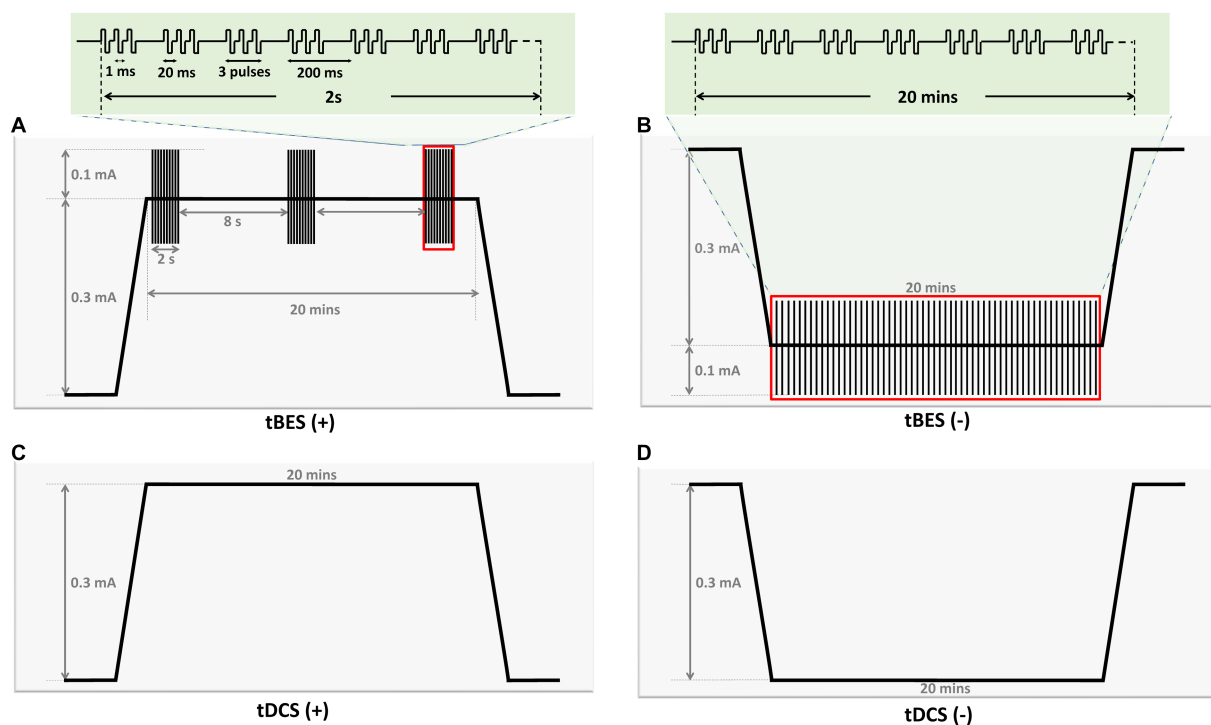 1 ms
20 ms
3 pulses
200 ms
2s
20 mins
A
0.1 mA
8 s
2 s
0.3 mA
20 mins
tBES (+)
B
0.3 mA
20 mins
0.1 mA
tBES (-)
C
20 mins
0.3 mA
tDCS (+)
D
0.3 mA
20 mins
tDCS (-)